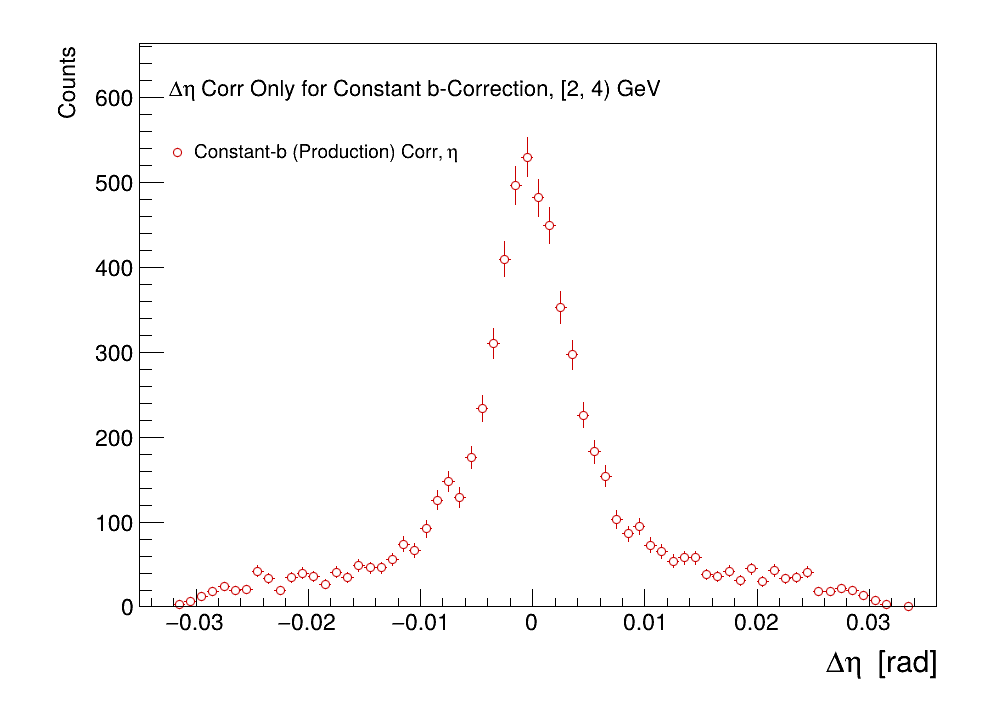 Counts
Δη Corr Only for Constant b-Correction, [2, 4) GeV
Constant-b (Production) Corr, η
600
500
400
300
200
100
0
−0.03 −0.02 −0.01 0 0.01 0.02 0.03
Δη [rad]